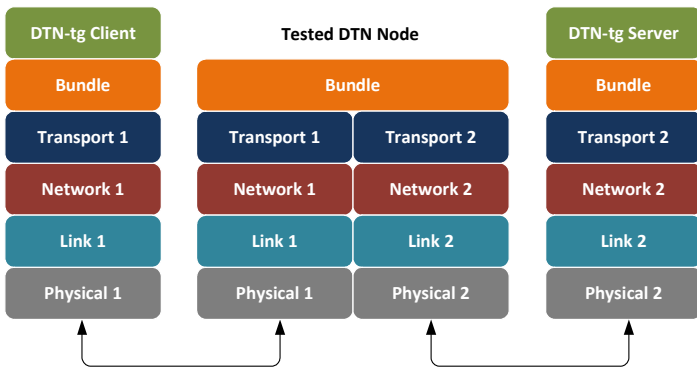 DTN-tg Client
Tested DTN Node
DTN-tg Server
Bundle
Bundle
Bundle
Transport 1
Transport 1
Transport 2
Transport 2
Network 1
Network 1
Network 2
Network 2
Link 1
Link 1
Link 2
Link 2
Physical 1
Physical 1
Physical 2
Physical 2